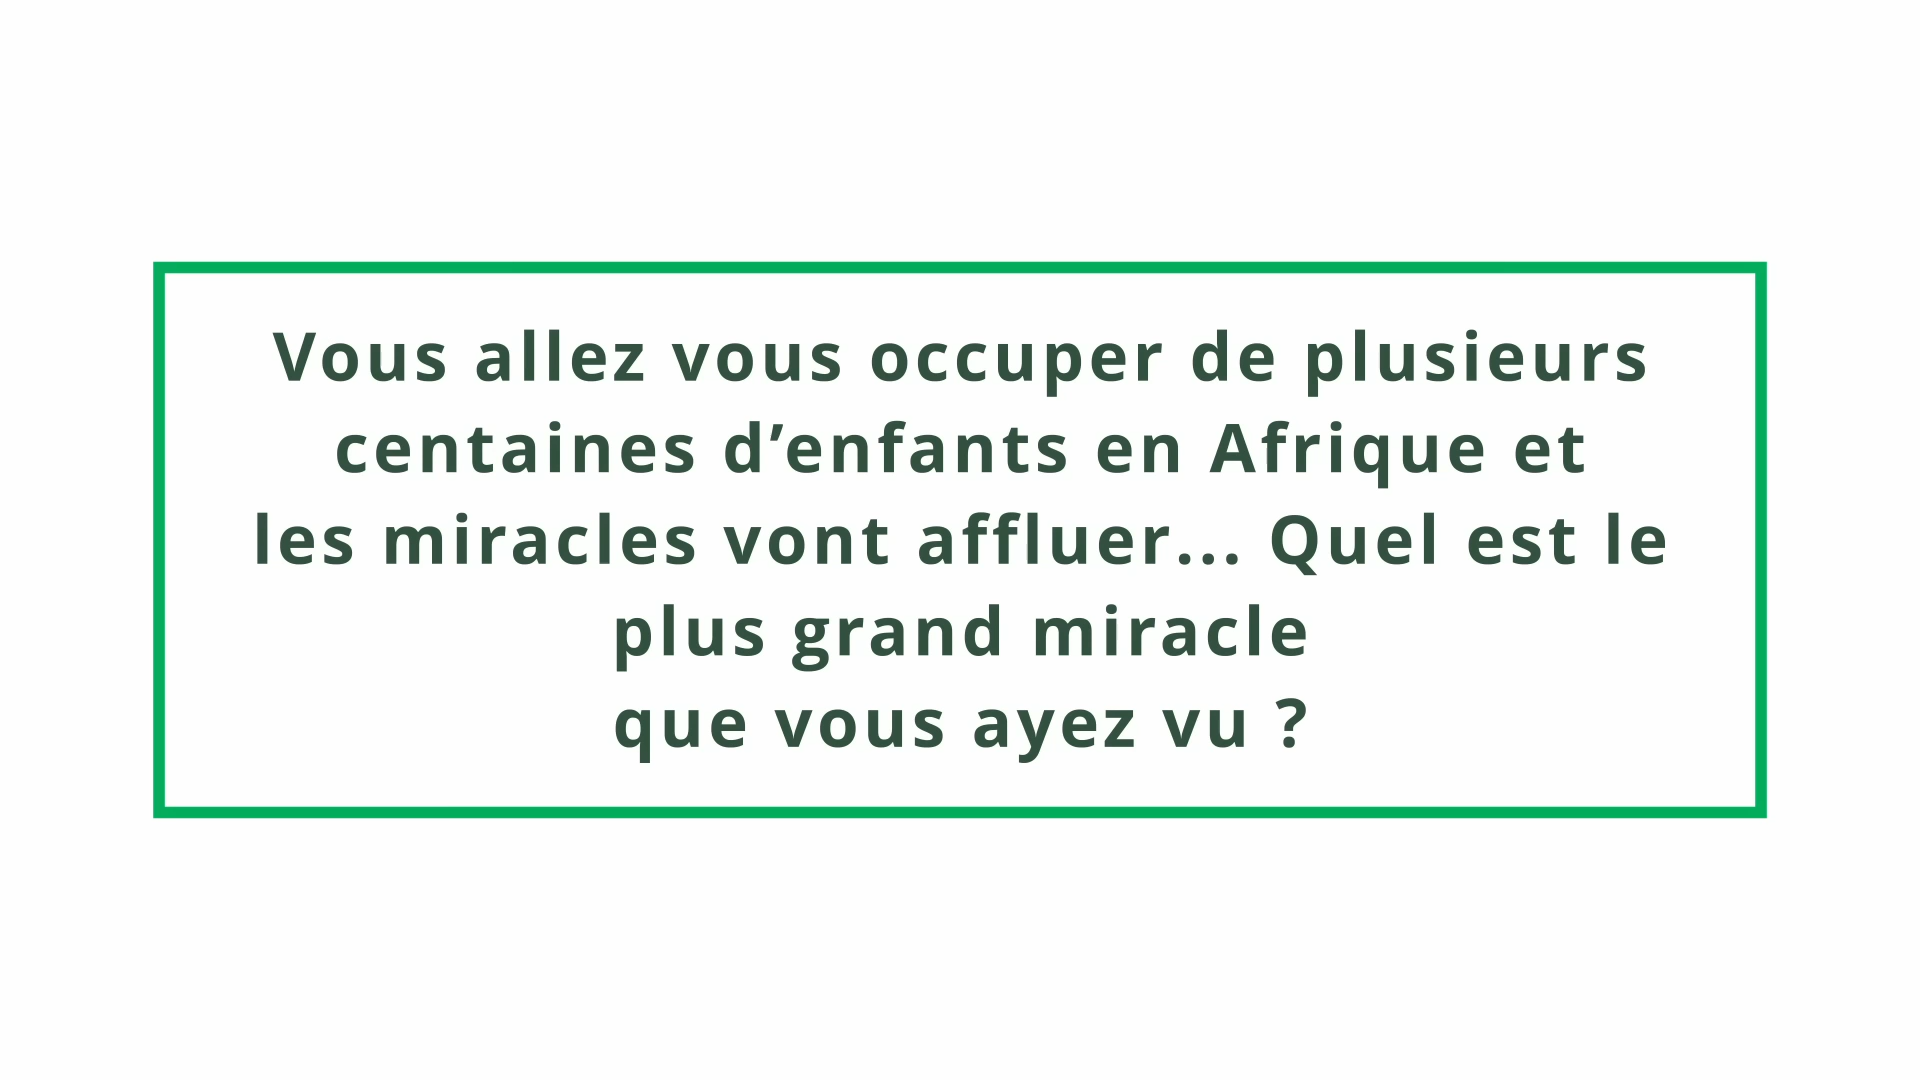 Vous allez vous occuper de plusieurs
centaines d’enfants en Afrique et
les miracles vont affluer... Quel est le
plus grand miracle
que vous ayez vu ?